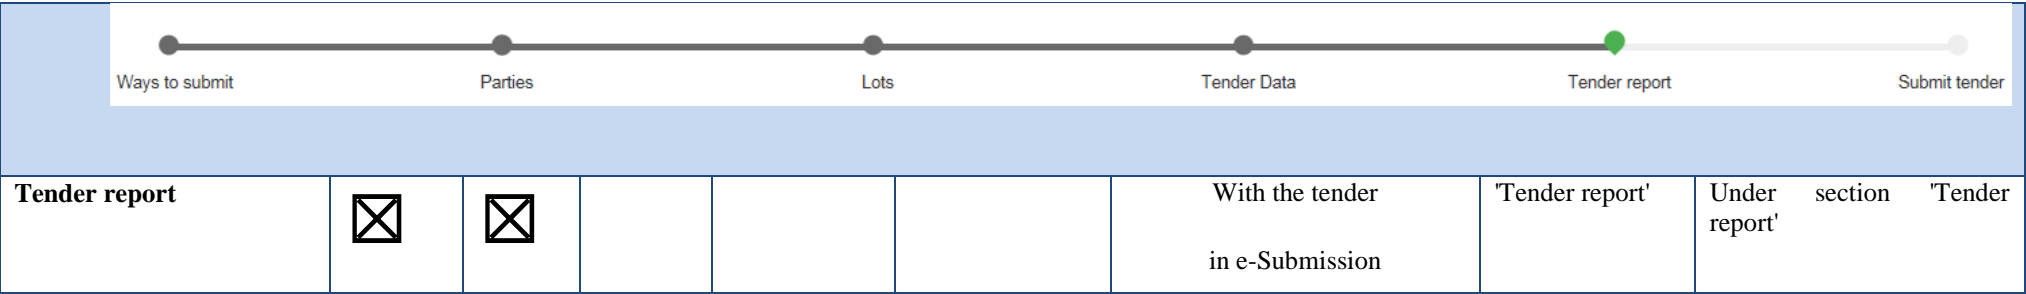 Ways to submit Parties Lots Tender Data Tender report Submit tender
Tender report ☒ ☒ With the tender 'Tender report' Under section 'Tender
report'
in e-Submission